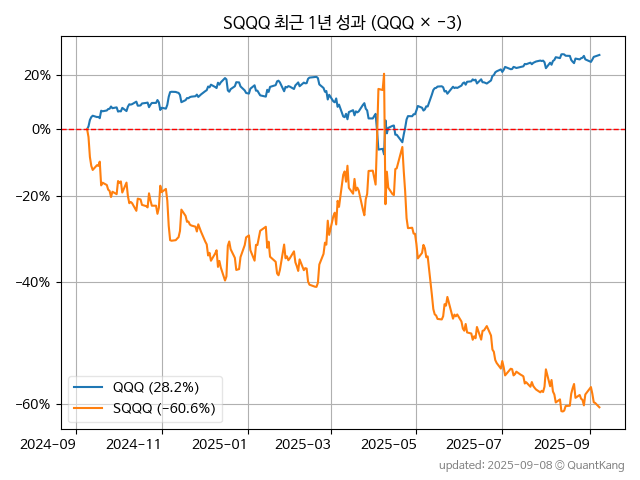 SQQQ 최근 1년 성과 (QQQ × −3)
20%
0%
−20%
−40%
−60%
QQQ (28.2%)
SQQQ (−60.6%)
2024-09 2024-11 2025-01 2025-03 2025-05 2025-07 2025-09
updated: 2025-09-08 © QuantKang